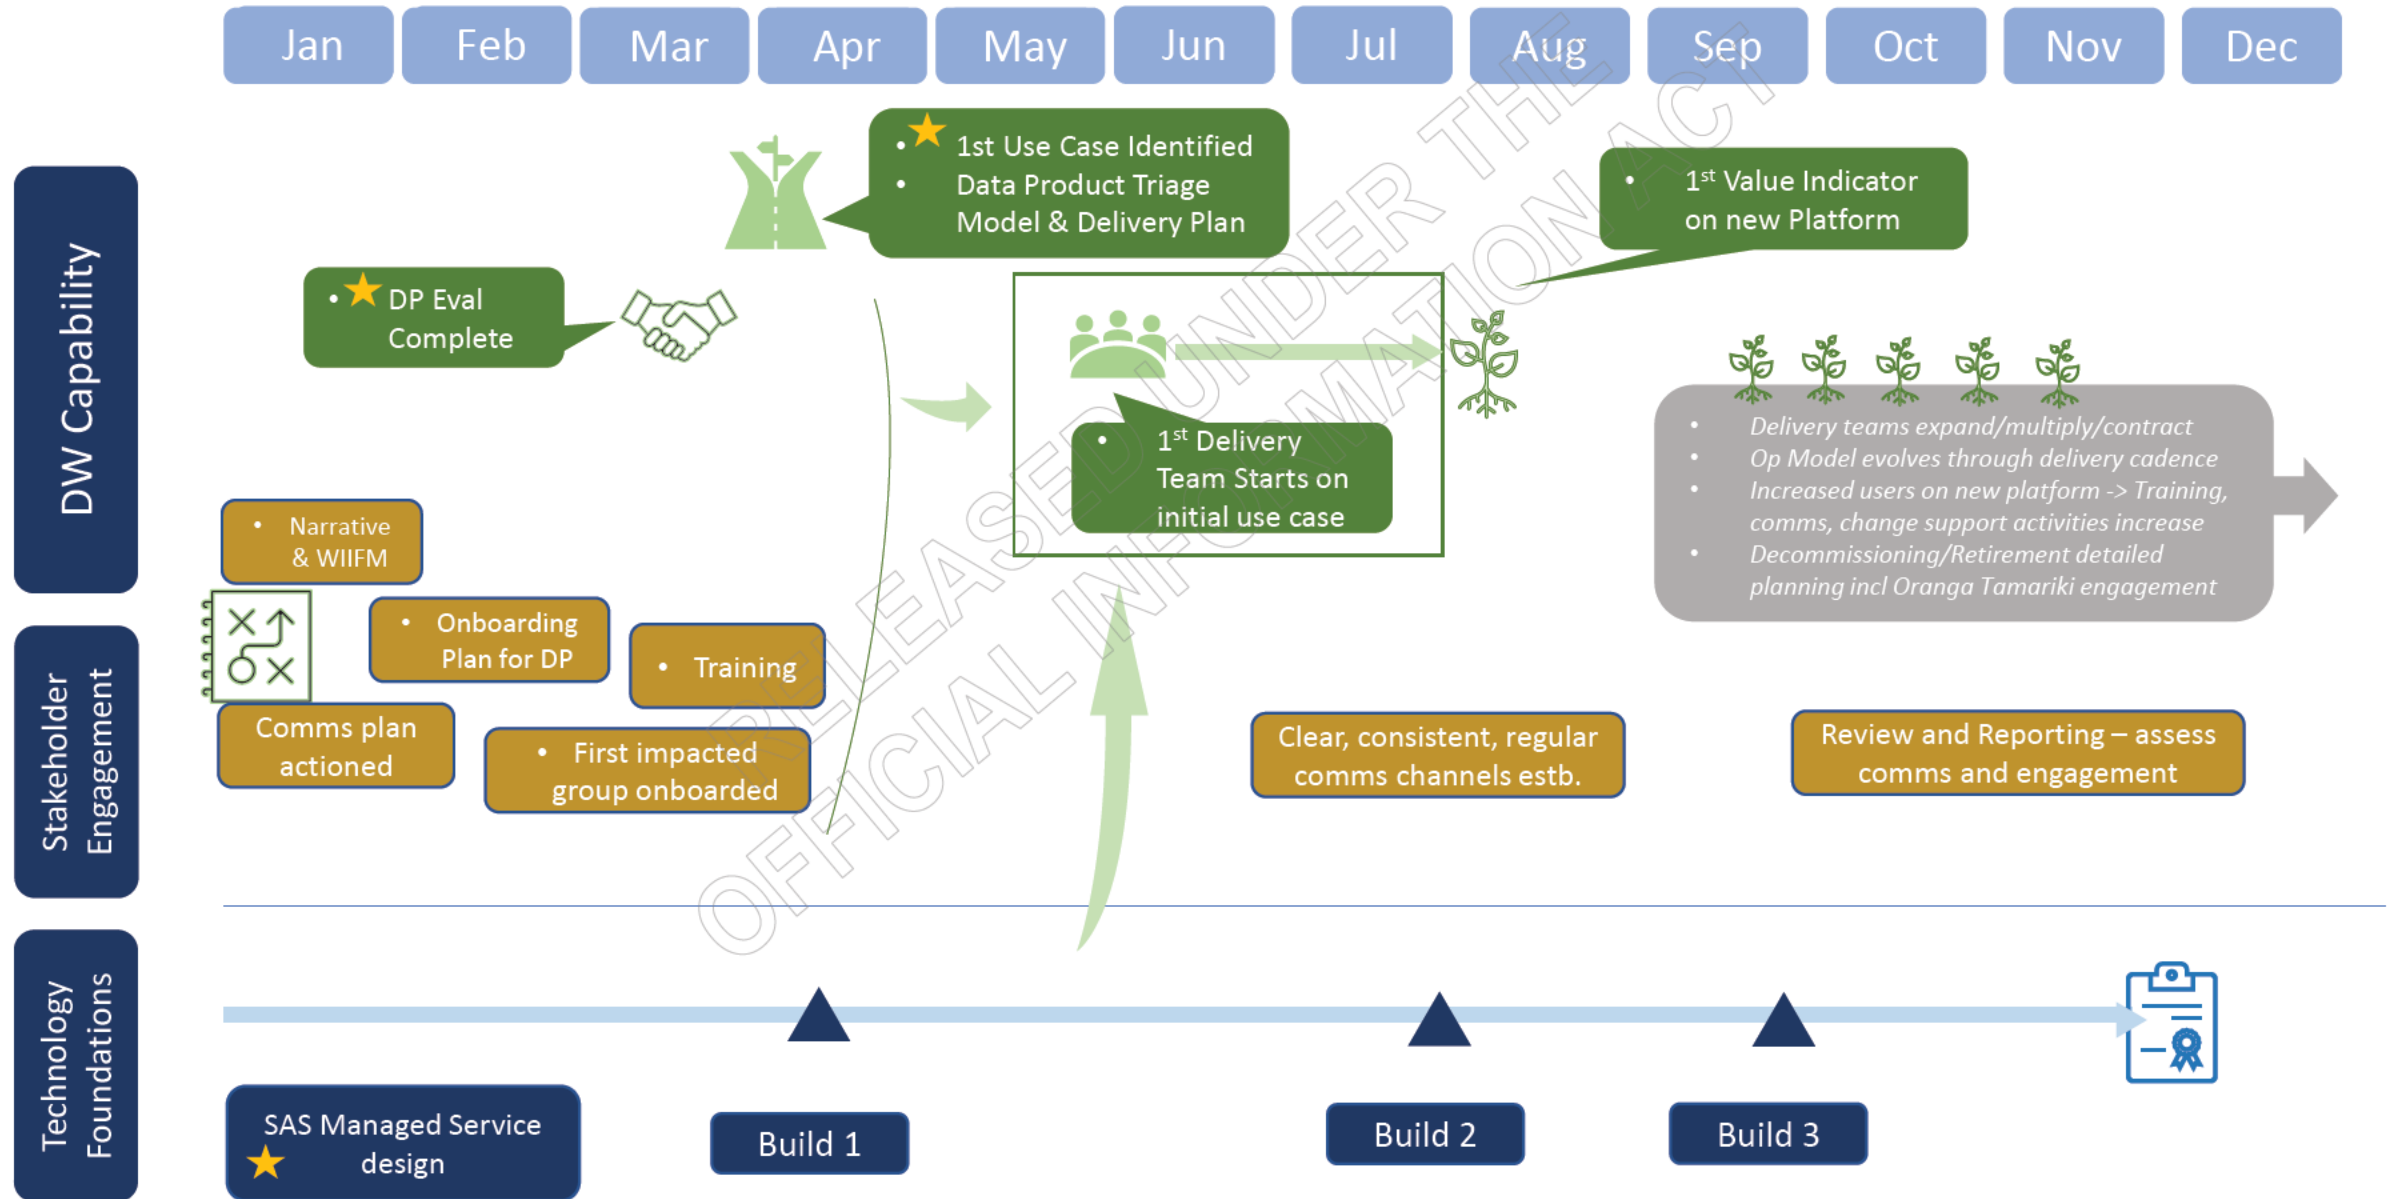 Jan Feb Mar Apr May Jun Jul Aug Sep Oct Nov Dec
DW Capability
• 1st Use Case Identified
• Data Product Triage
Model & Delivery Plan
• 1st Value Indicator
on new Platform
• DP Eval
Complete
• 1st Delivery
Team Starts on
initial use case
• Delivery teams expand/multiply/contract
• Op Model evolves through delivery cadence
• Increased users on new platform -> Training,
comms, change support activities increase
• Decommissioning/Retirement detailed
planning incl Oranga Tamariki engagement
• Narrative
& WIIFM
Stakeholder
Engagement
• Onboarding
Plan for DP
• Training
Comms plan
actioned
• First impacted
group onboarded
Clear, consistent, regular
comms channels estb.
Review and Reporting – assess
comms and engagement
Technology
Foundations
SAS Managed Service
design
Build 1
Build 2
Build 3
RELEASED UNDER THE
OFFICIAL INFORMATION ACT